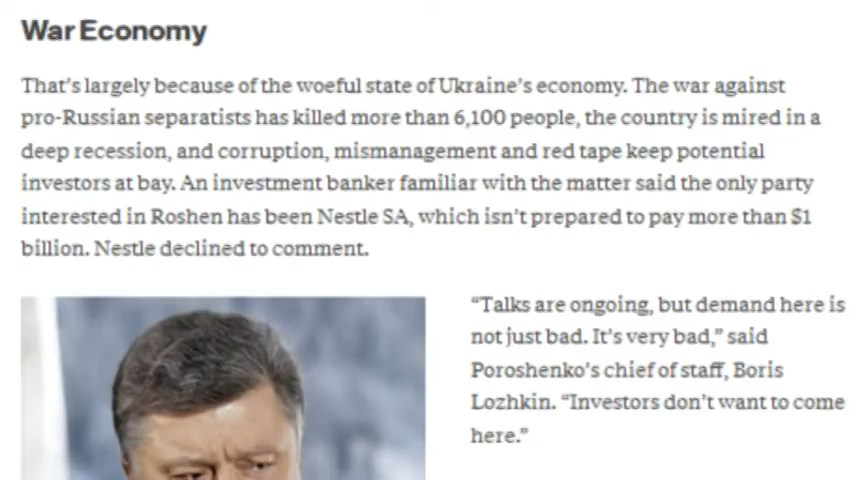 War Economy
That's largely because of the woeful state of Ukraine's economy. The war against
pro-Russian separatists has killed more than 6,100 people, the country is mired in a
deep recession, and corruption, mismanagement and red tape keep potential
investors at bay. An investment banker familiar with the matter said the only party
interested in Roshen has been Nestle SA, which isn't prepared to pay more than $1
billion. Nestle declined to comment.
“Talks are ongoing, but demand here is
not just bad. It's very bad,” said
Poroshenko's chief of staff, Boris
Lozhkin. “Investors don't want to come
here.”